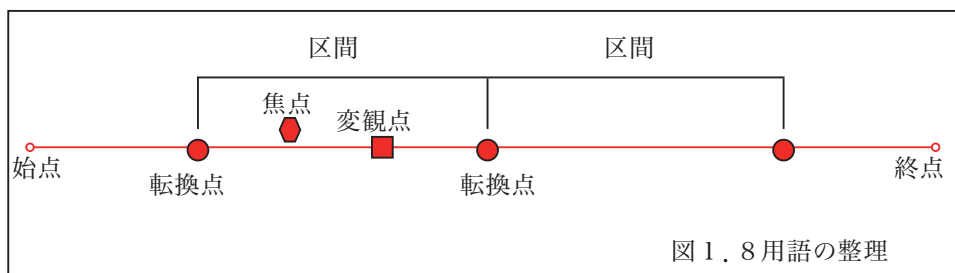 区間 区間
焦点
変観点
始点 終点
転換点 転換点
図１.８用語の整理